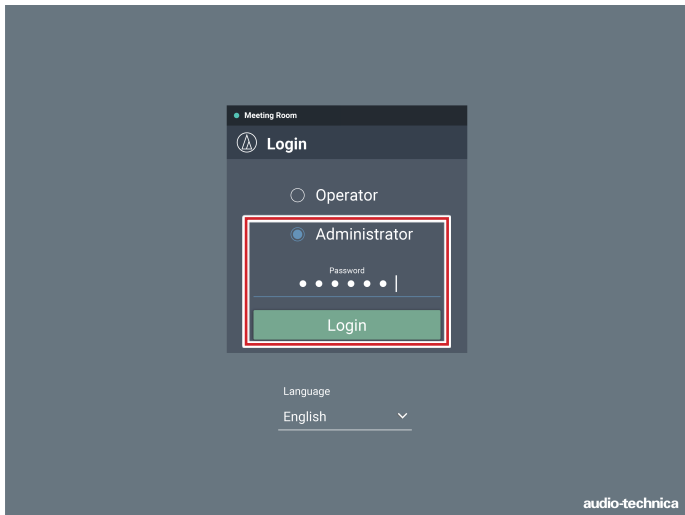 Meeting Room
Login
Operator
Administrator
Password
Login
Language
English
audio-technica